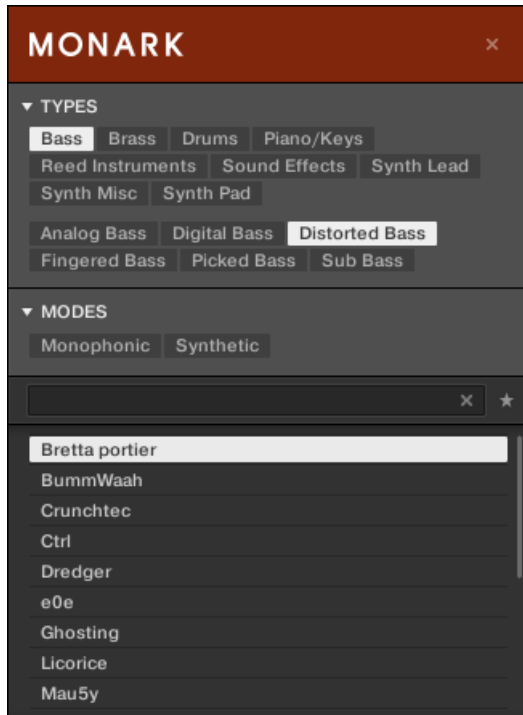 MONARK
TYPES
Bass Brass Drums Piano/Keys
Reed Instruments Sound Effects Synth Lead
Synth Misc Synth Pad
Analog Bass Digital Bass Distorted Bass
Fingered Bass Picked Bass Sub Bass
MODES
Monophonic Synthetic
Bretta portier
BummWaah
Crunchtec
Ctrl
Dredger
e0e
Ghosting
Licorice
Mau5y